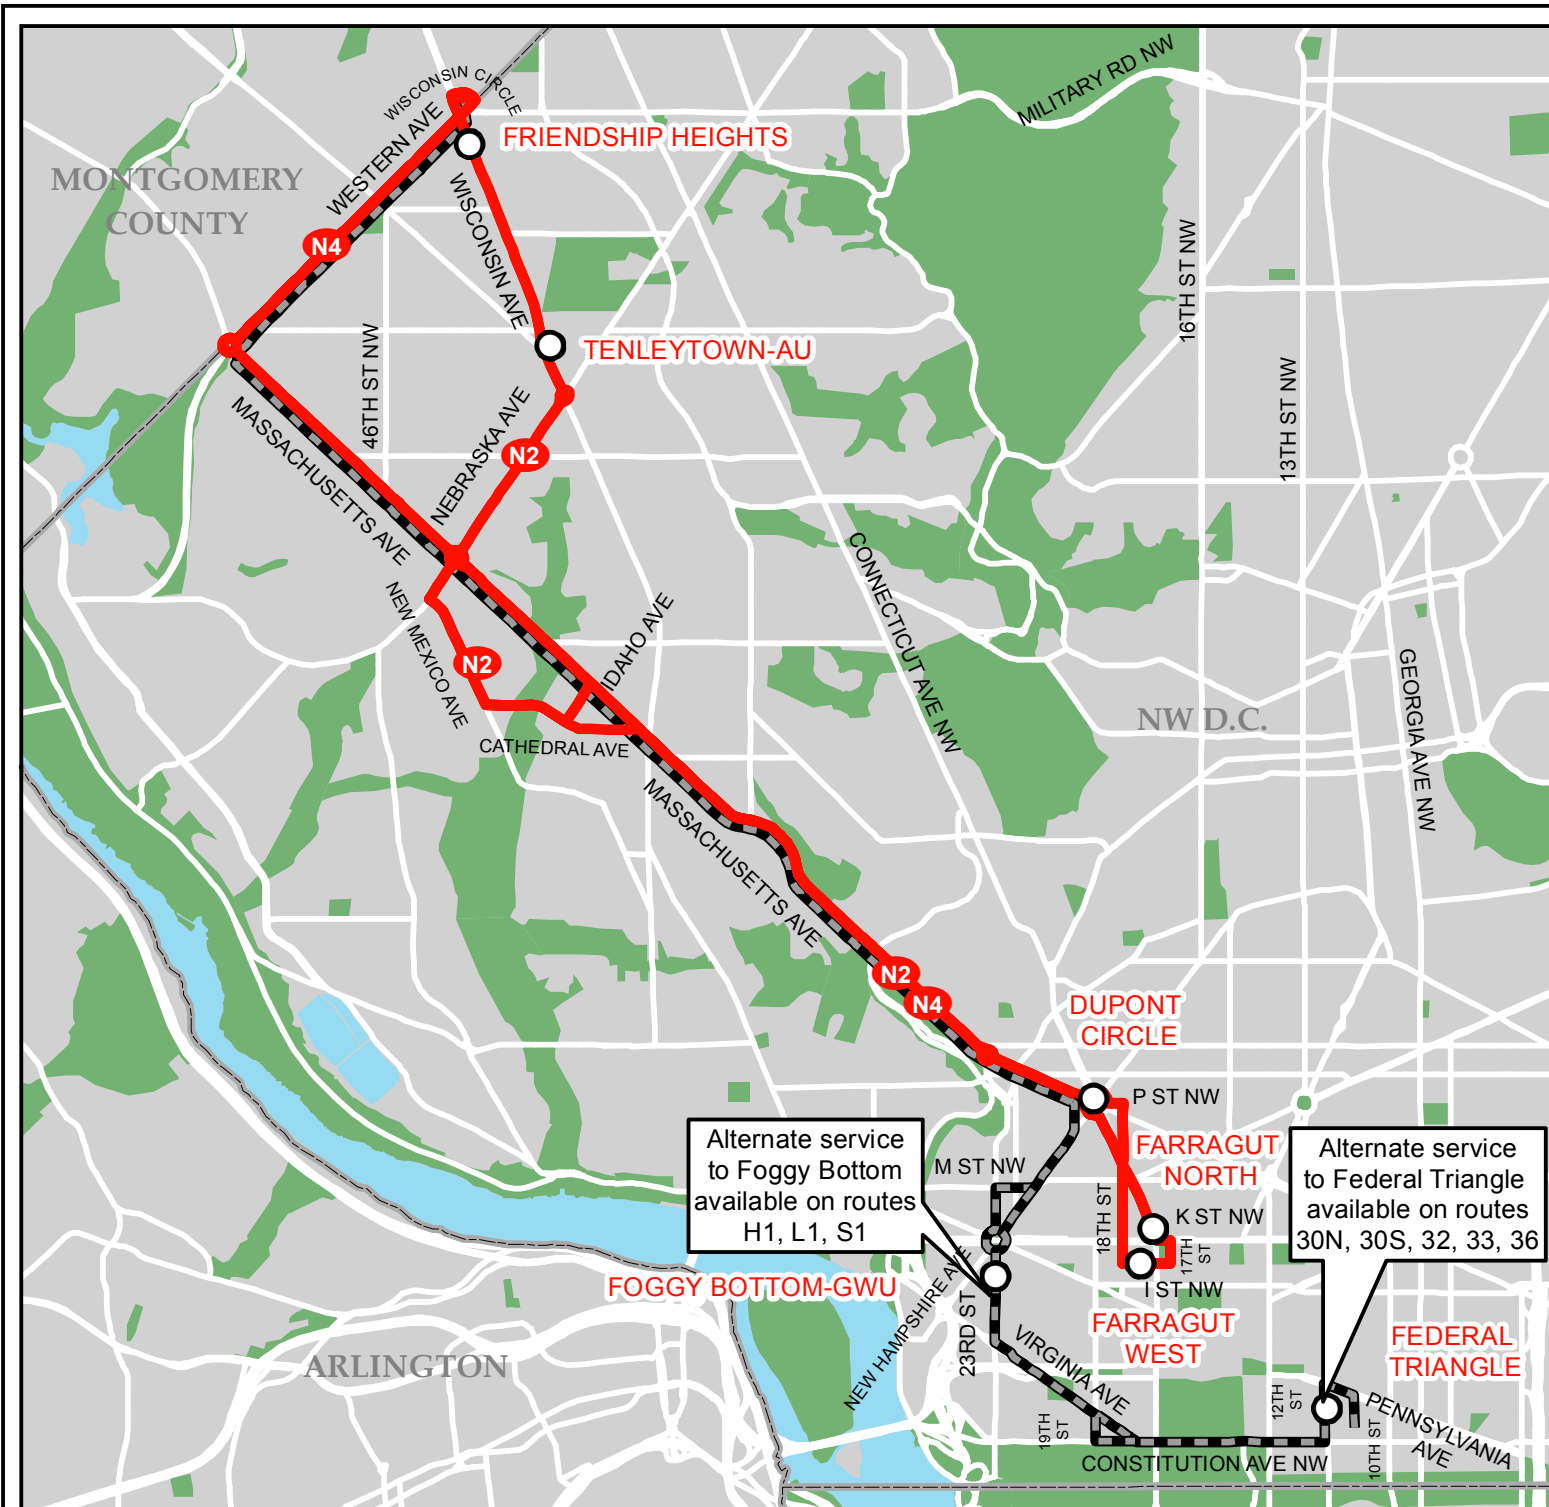 WISCONSIN CIRCLE
MILITARY RD NW
WESTERN AVE
FRIENDSHIP HEIGHTS
MONTGOMERY
COUNTY
WISCONSIN AVE
N4
16TH ST NW
TENLEYTOWN-AU
46TH ST NW
13TH ST NW
MASSACHUSETTS AVE
NEBRASKA AVE
N2
CONNECTICUT AVE NW
NEW MEXICO AVE
IDAHO AVE
N2
GEORGIA AVE NW
NW D.C.
CATHEDRAL AVE
MASSACHUSETTS AVE
N2
N4
DUPONT
CIRCLE
P ST NW
Alternate service
to Foggy Bottom
available on routes
H1, L1, S1
M ST NW
FARRAGUT
NORTH
Alternate service
to Federal Triangle
available on routes
30N, 30S, 32, 33, 36
18TH ST
K ST NW
17TH
ST
I ST NW
FOGGY BOTTOM-GWU
NEW HAMPSHIRE AVE
23RD ST
FARRAGUT
WEST
VIRGINIA AVE
FEDERAL
TRIANGLE
ARLINGTON
19TH
ST
12TH
ST
10TH ST
PENNSYLVANIA
AVE
CONSTITUTION AVE NW